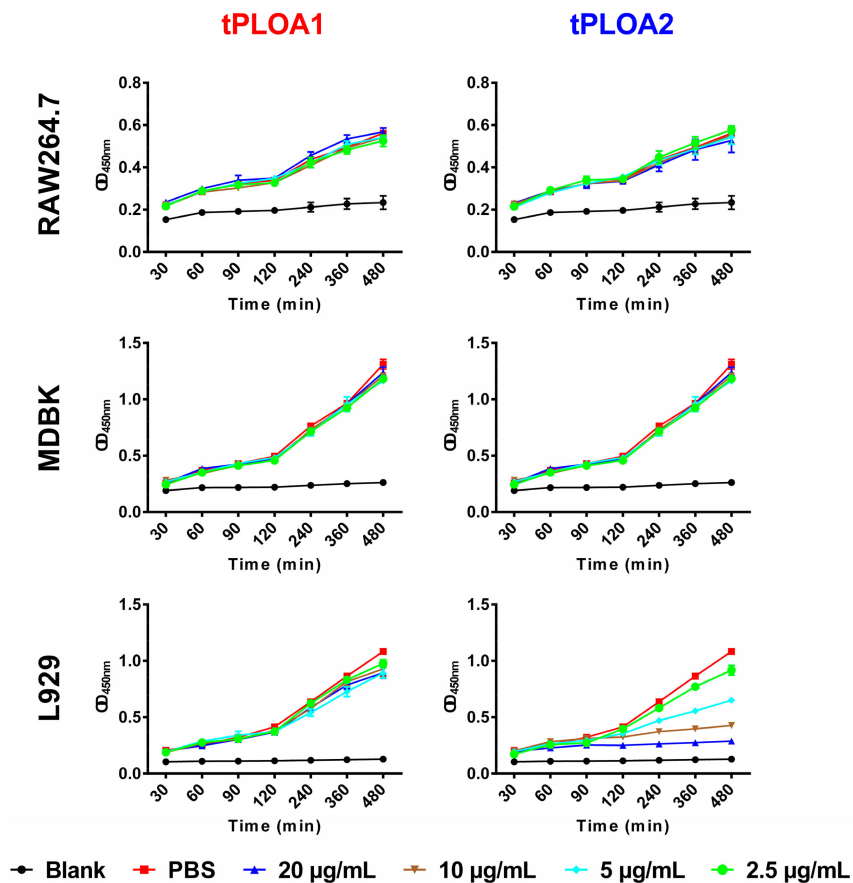 tPLOA1 tPLOA2
RAW264.7
OD450nm
0.8
0.6
0.4
0.2
0.0
30 60 90 120 240 360 480
Time (min)
OD450nm
0.8
0.6
0.4
0.2
0.0
30 60 90 120 240 360 480
Time (min)
MDBK
OD450nm
1.5
1.0
0.5
0.0
30 60 90 120 240 360 480
Time (min)
OD450nm
1.5
1.0
0.5
0.0
30 60 90 120 240 360 480
Time (min)
L929
OD450nm
1.5
1.0
0.5
0.0
30 60 90 120 240 360 480
Time (min)
OD450nm
1.5
1.0
0.5
0.0
30 60 90 120 240 360 480
Time (min)
Blank PBS 20 µg/mL 10 µg/mL 5 µg/mL 2.5 µg/mL